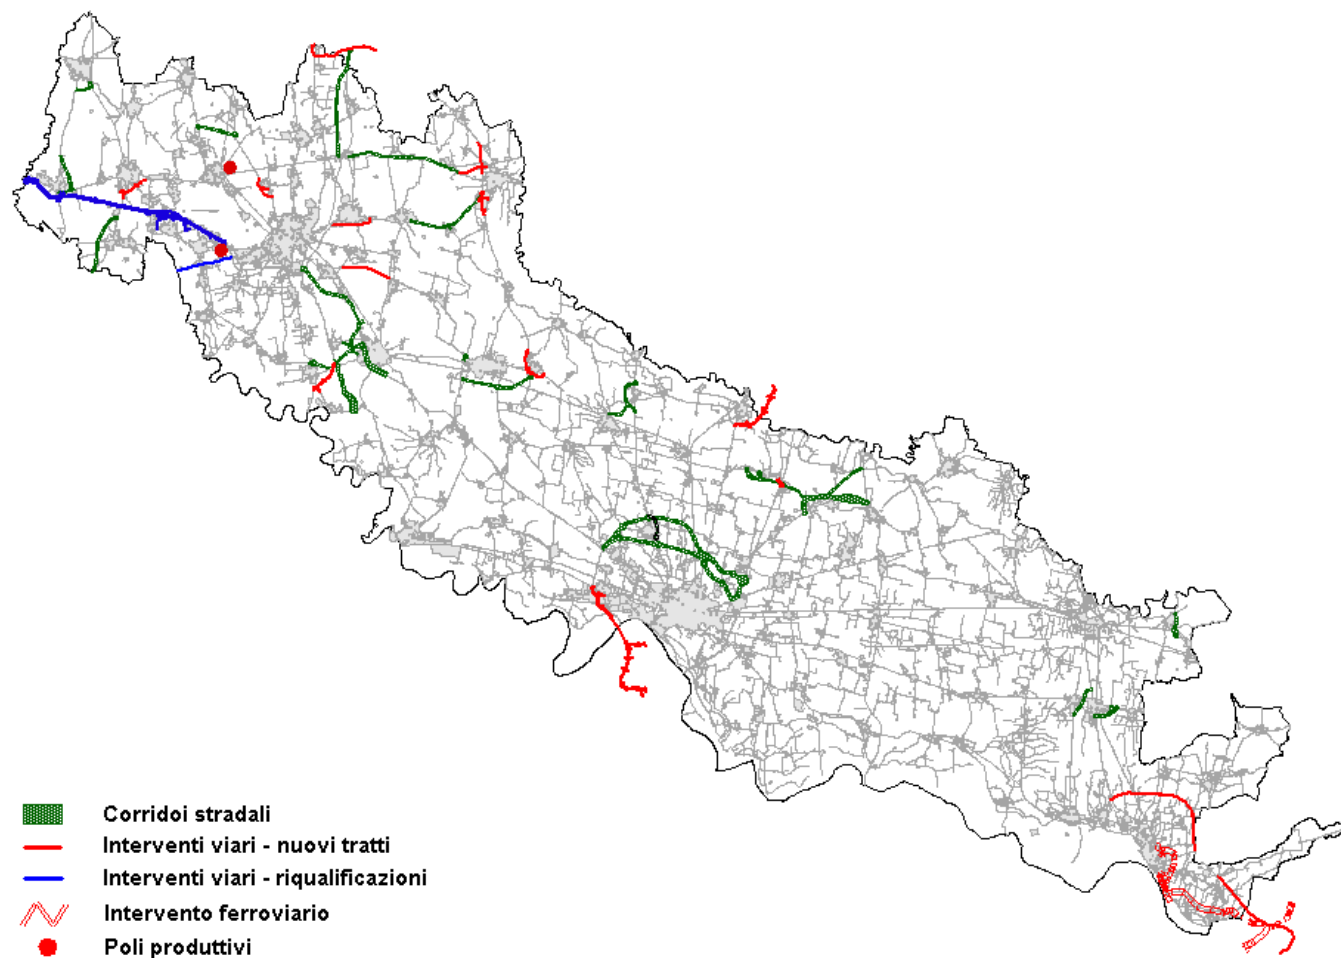 Corridoi stradali
Interventi viari - nuovi tratti
Interventi viari - riqualificazioni
Intervento ferroviario
Poli produttivi